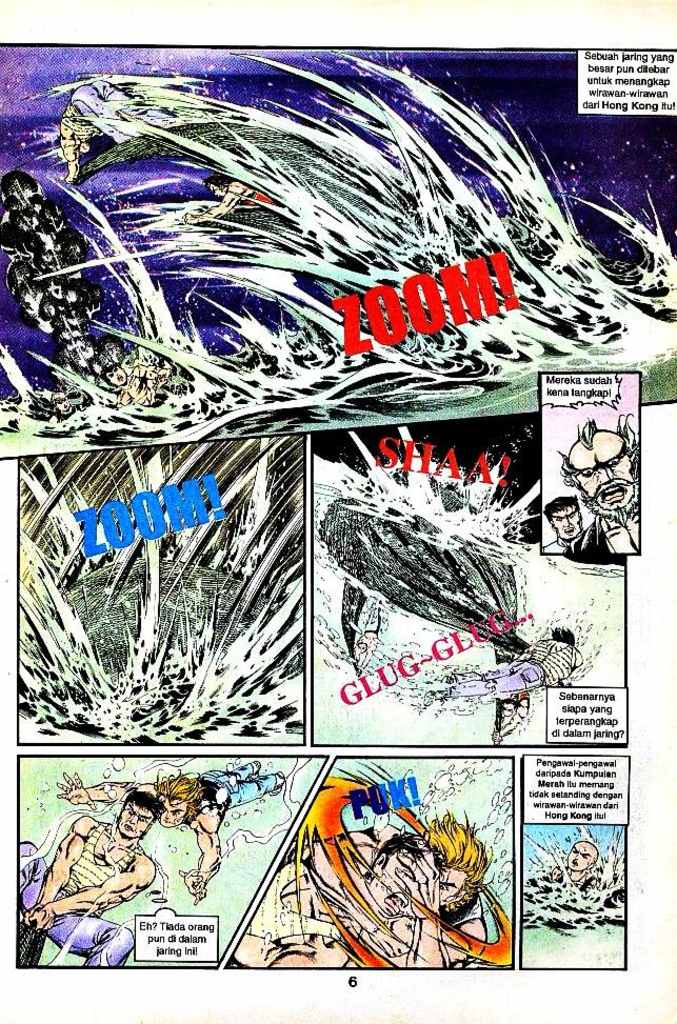 Sebuah jaring yang
besar pun dilebar
untuk menangkap
wirawan-wirawan
dari Hong Kong itu!
ZOOM!
Mereka sudah
kena tangkap!
ZOOM!
SHAA!
GLUG~GLUG...
Sebenarnya
siapa yang
terperangkap
di dalam jaring?
Eh? Tiada orang
pun di dalam
jaring ini!
PUK!
Pengawal-pengawal
daripada Kumpulan
Merah itu memang
tidak setanding dengan
wirawan-wirawan dari
Hong Kong itu!
6